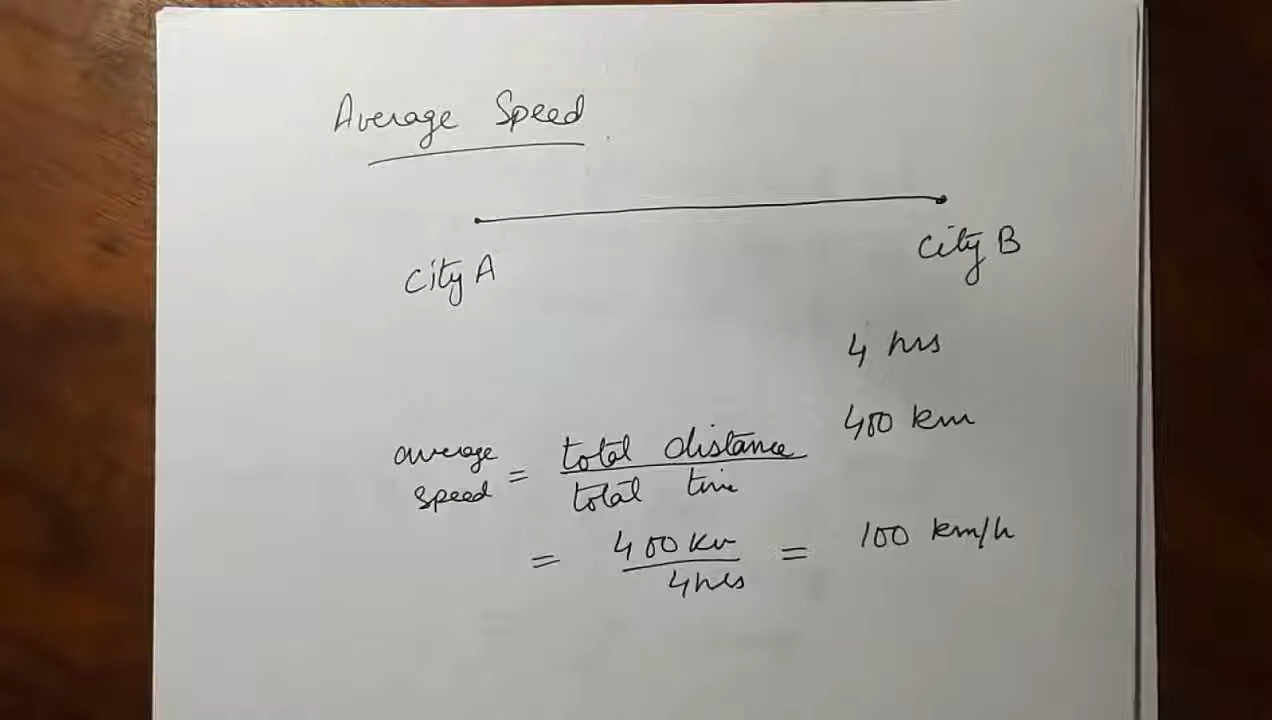 Average Speed
City A
City B
4 hrs
400 km
average speed = total distance / total time
= 400 km / 4 hrs = 100 km/h